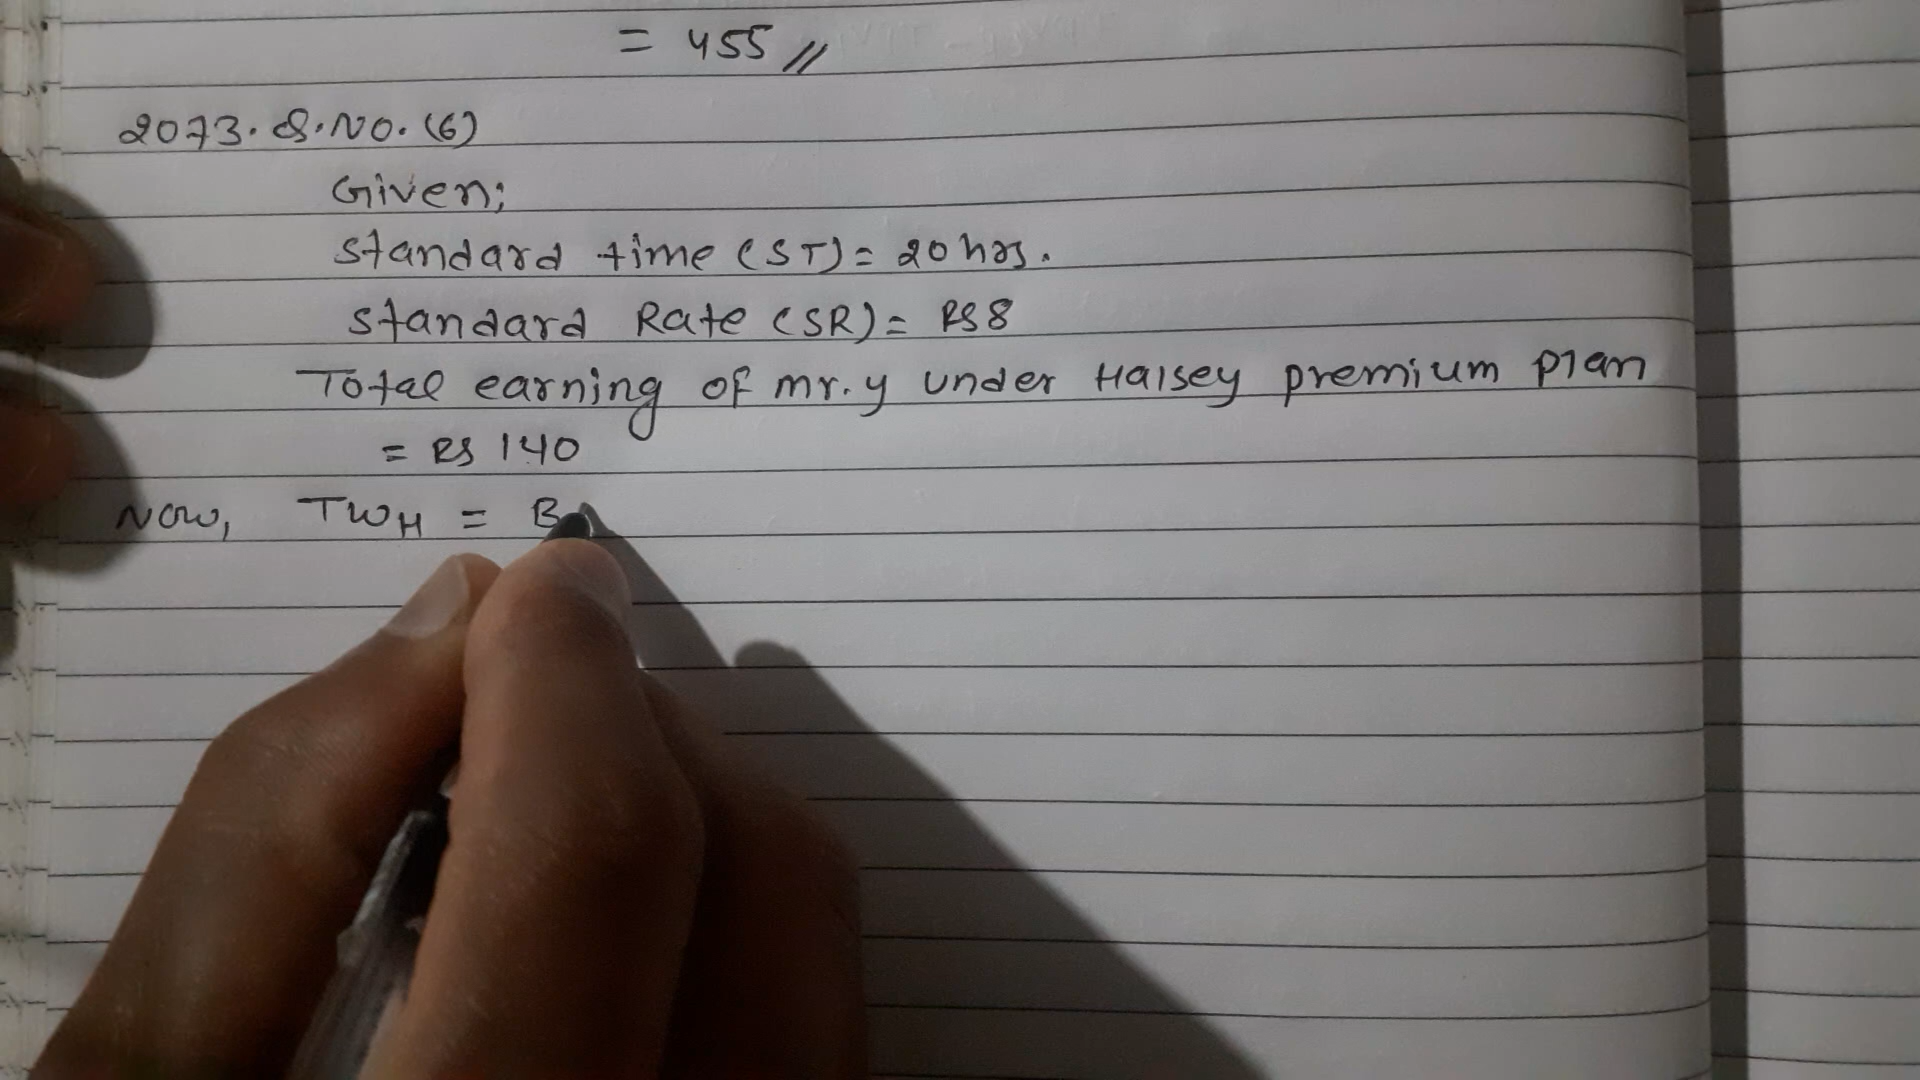 = 455 //
2073. Q.NO. (6)
Given;
standard time (ST) = 20 hrs.
standard Rate (SR) = RS 8
Total earning of mr. y under Halsey premium plan
= RS 140
Now, TWH = B